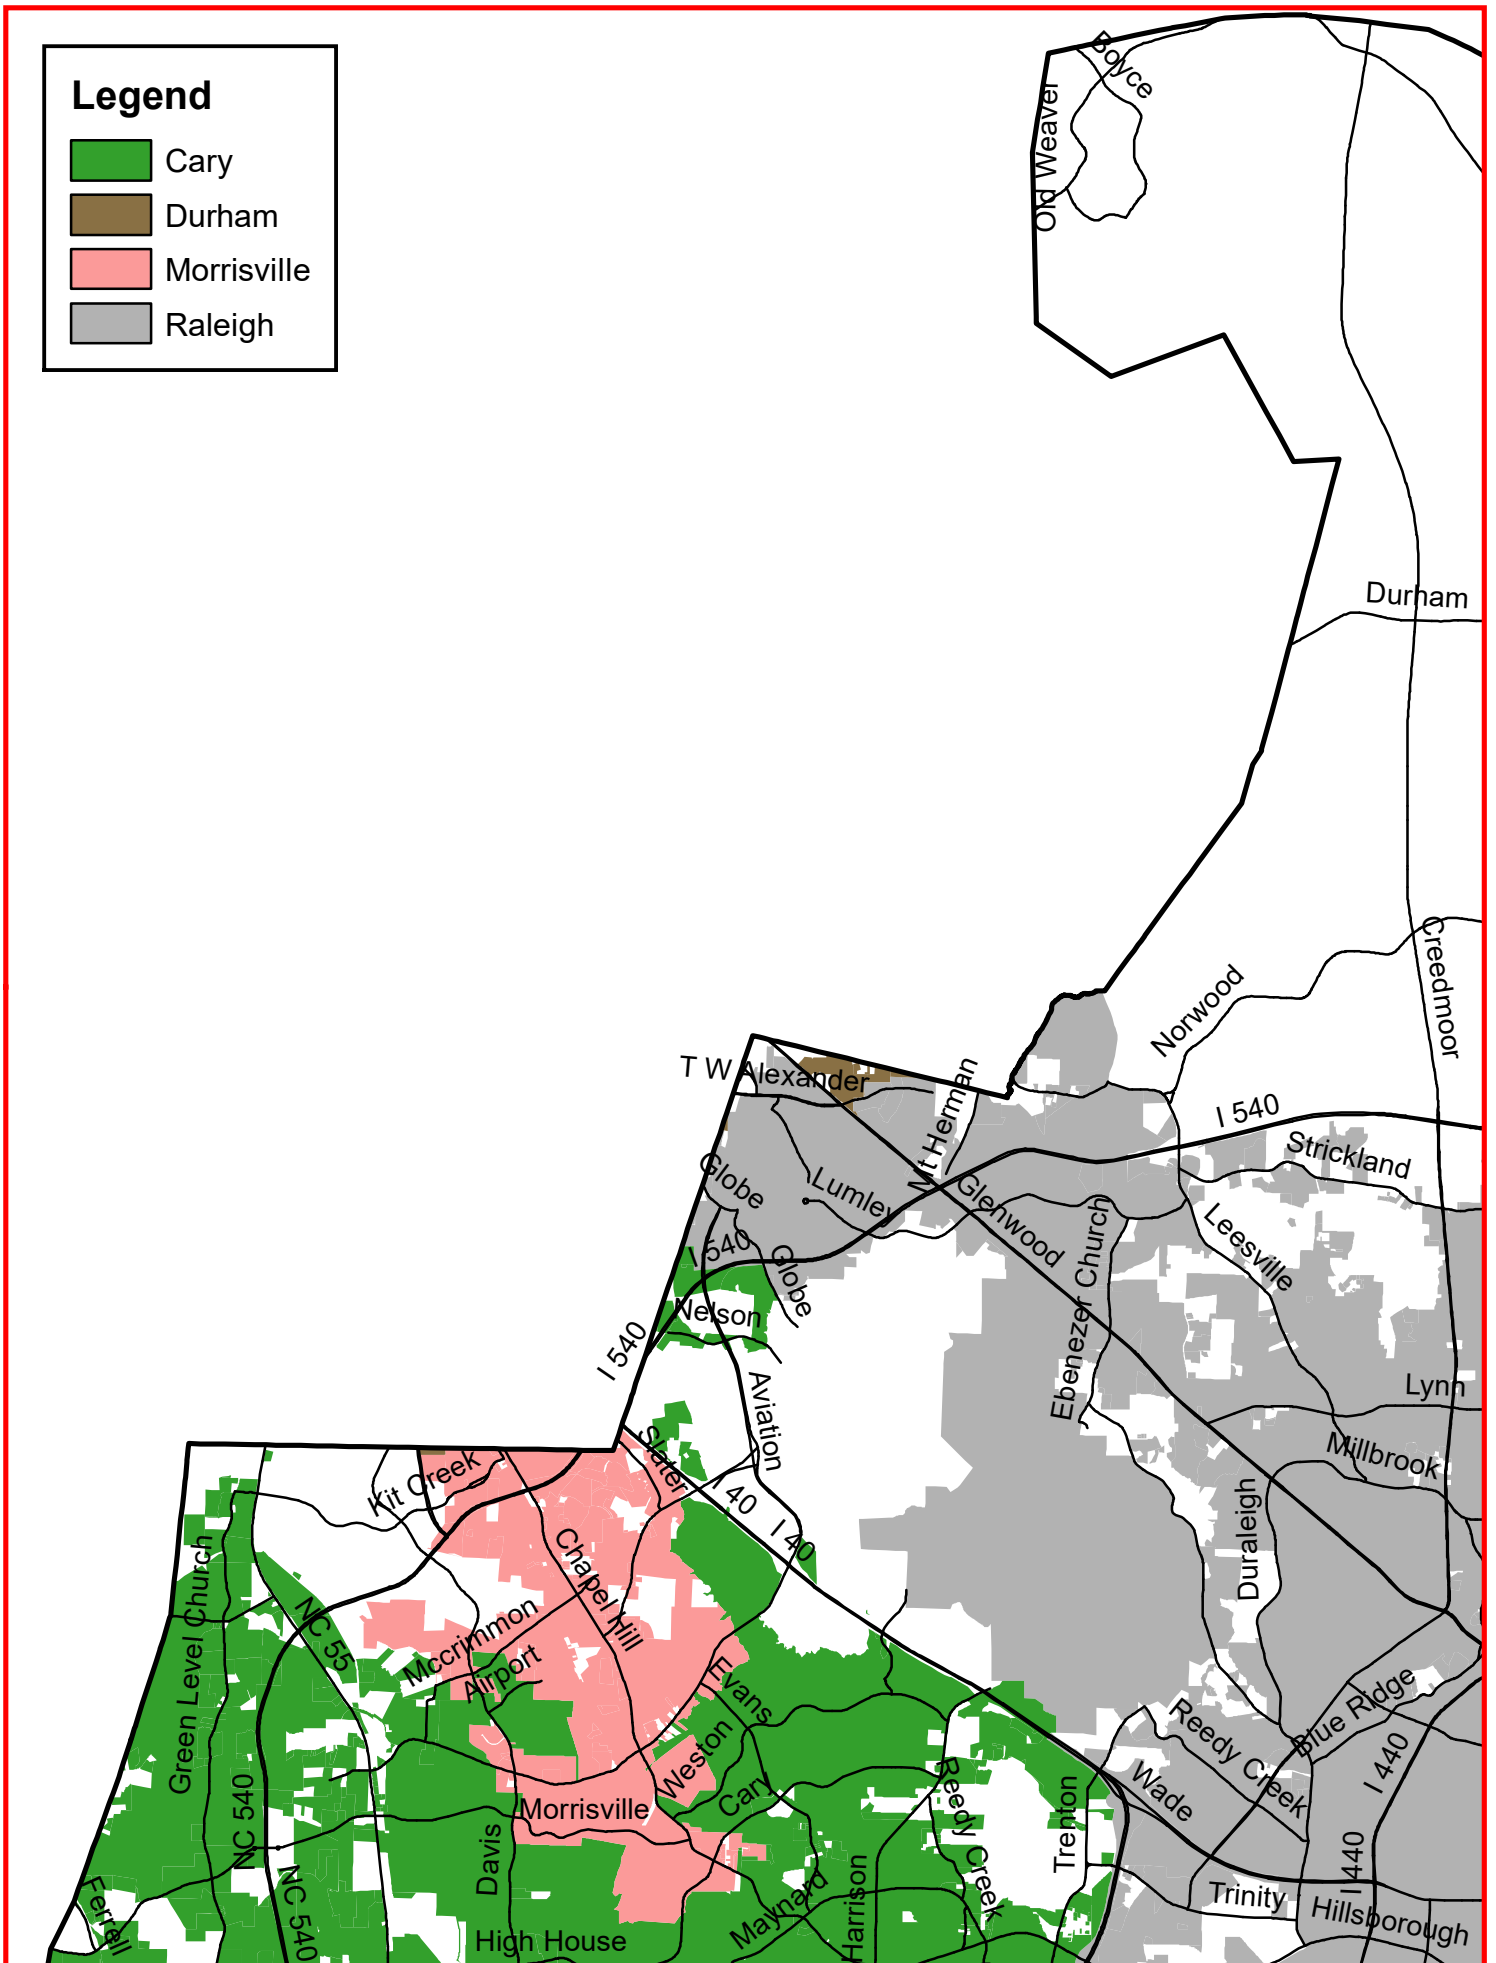 Legend
Cary
Durham
Morrisville
Raleigh
Boyce
Old Weaver
Durham
Creedmoor
Norwood
T W Alexander
Mt Herman
I 540
Strickland
Globe
Lumley
Glenwood
Leesville
Ebenezer Church
I 540
Globe
Nelson
I 540
Aviation
Lynn
Millbrook
Slater
Kit Creek
I 40
I 40
Duraleigh
Chapel Hill
Green Level Church
NC 55
Mccrimmon
Airport
Evans
Weston
Cary
Blue Ridge
Reedy Creek
I 440
Wade
Reedy Creek
Trenton
NC 540
Morrisville
Davis
I 440
Trinity
Hillsborough
Maynard
Harrison
Ferrell
NC 540
High House